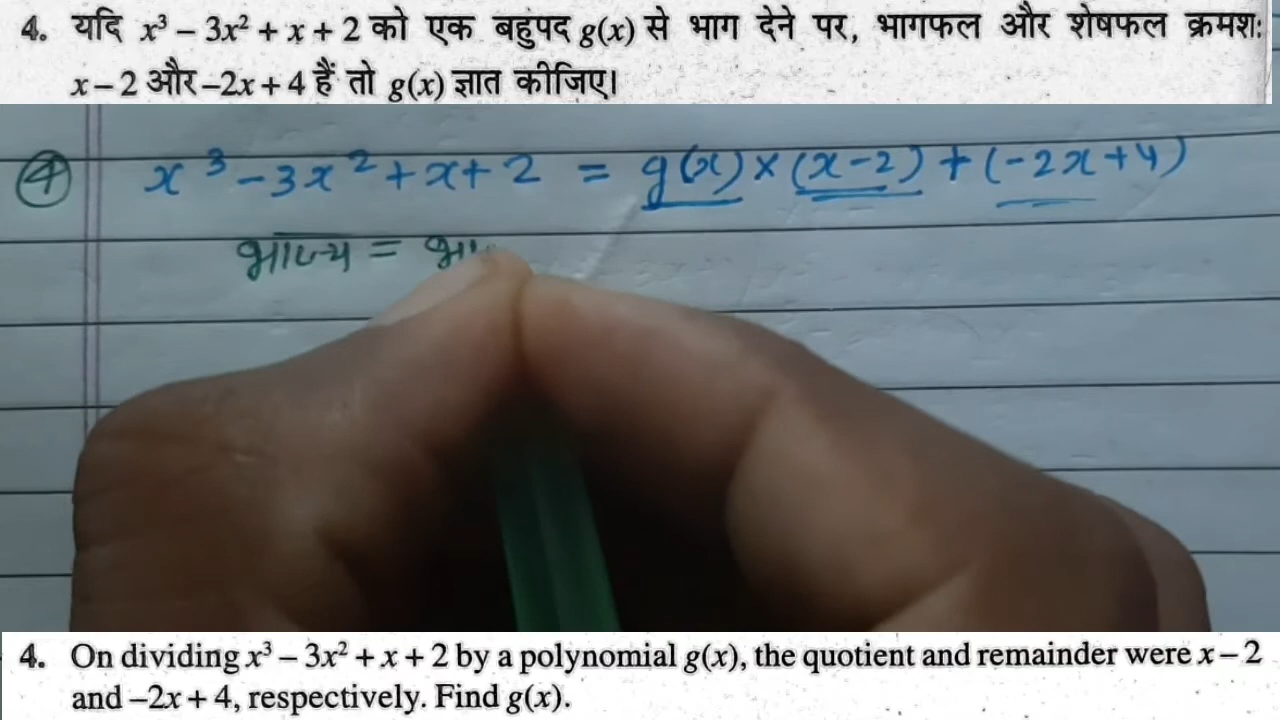 4. यदि x³ – 3x² + x + 2 को एक बहुपद g(x) से भाग देने पर, भागफल और शेषफल क्रमशः
x – 2 और –2x + 4 हैं तो g(x) ज्ञात कीजिए।
④ x³ - 3x² + x + 2 = g(x) × (x-2) + (-2x+4)
भाज्य =
4. On dividing x³ – 3x² + x + 2 by a polynomial g(x), the quotient and remainder were x – 2
and –2x + 4, respectively. Find g(x).